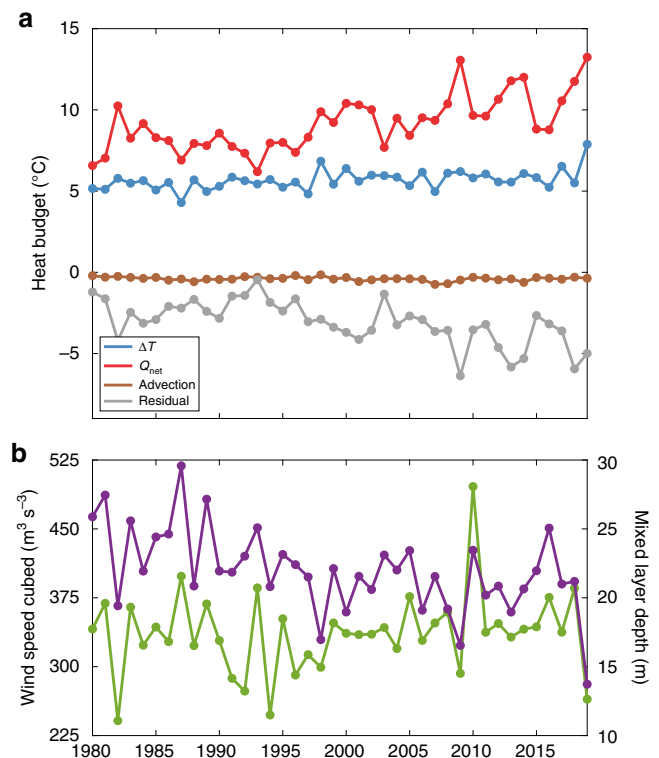 a
15
10
5
0
−5
Heat budget (°C)
ΔT
Qnet
Advection
Residual
b
525
450
375
300
225
Wind speed cubed (m³ s⁻³)
30
25
20
15
10
Mixed layer depth (m)
1980 1985 1990 1995 2000 2005 2010 2015